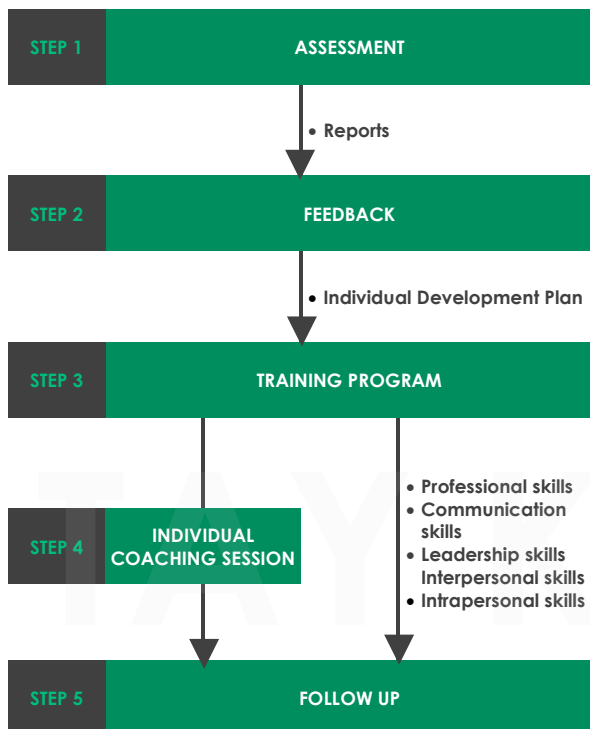 STEP 1
ASSESSMENT
• Reports
STEP 2
FEEDBACK
• Individual Development Plan
STEP 3
TRAINING PROGRAM
• Professional skills
• Communication
skills
• Leadership skills
Interpersonal skills
• Intrapersonal skills
STEP 4
INDIVIDUAL
COACHING SESSION
STEP 5
FOLLOW UP
TAY K